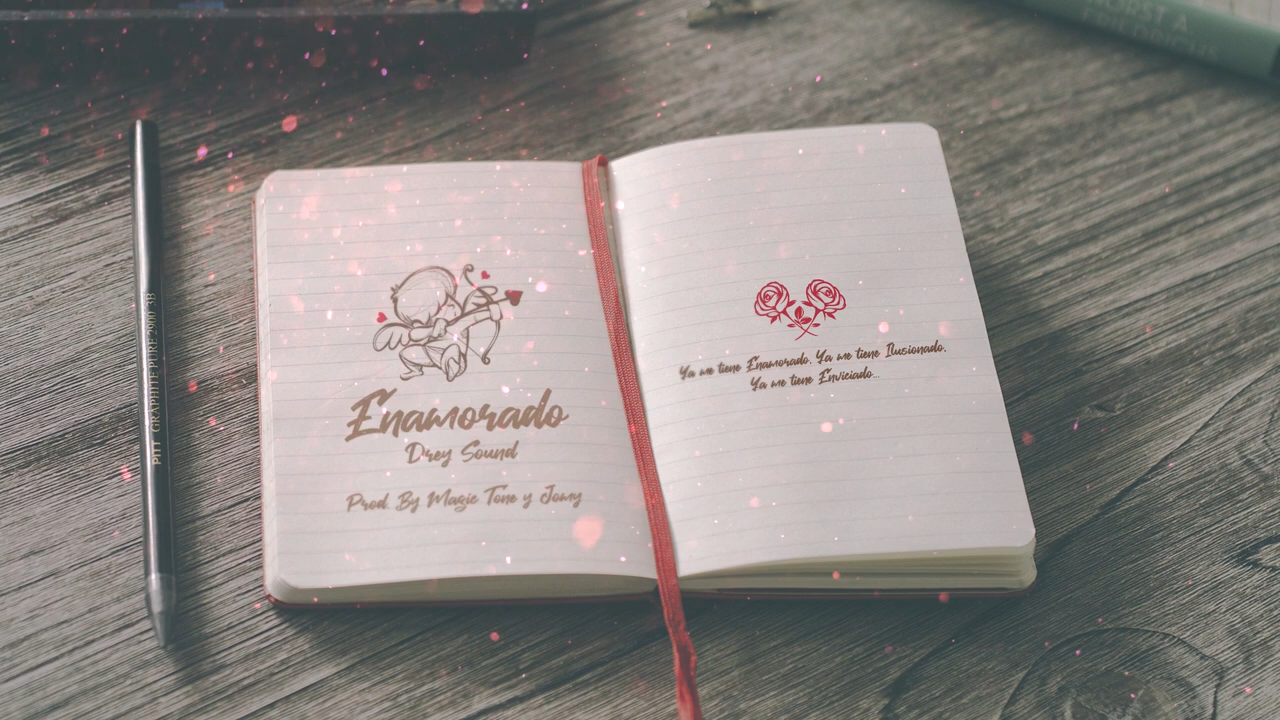 Enamorado
Drey Sound
Prod. By Magic Tone y Jowy
Ya me tiene Enamorado, Ya me tiene Ilusionado,
Ya me tiene Enviciado...
PITT GRAPHITE PURE 2900 3B